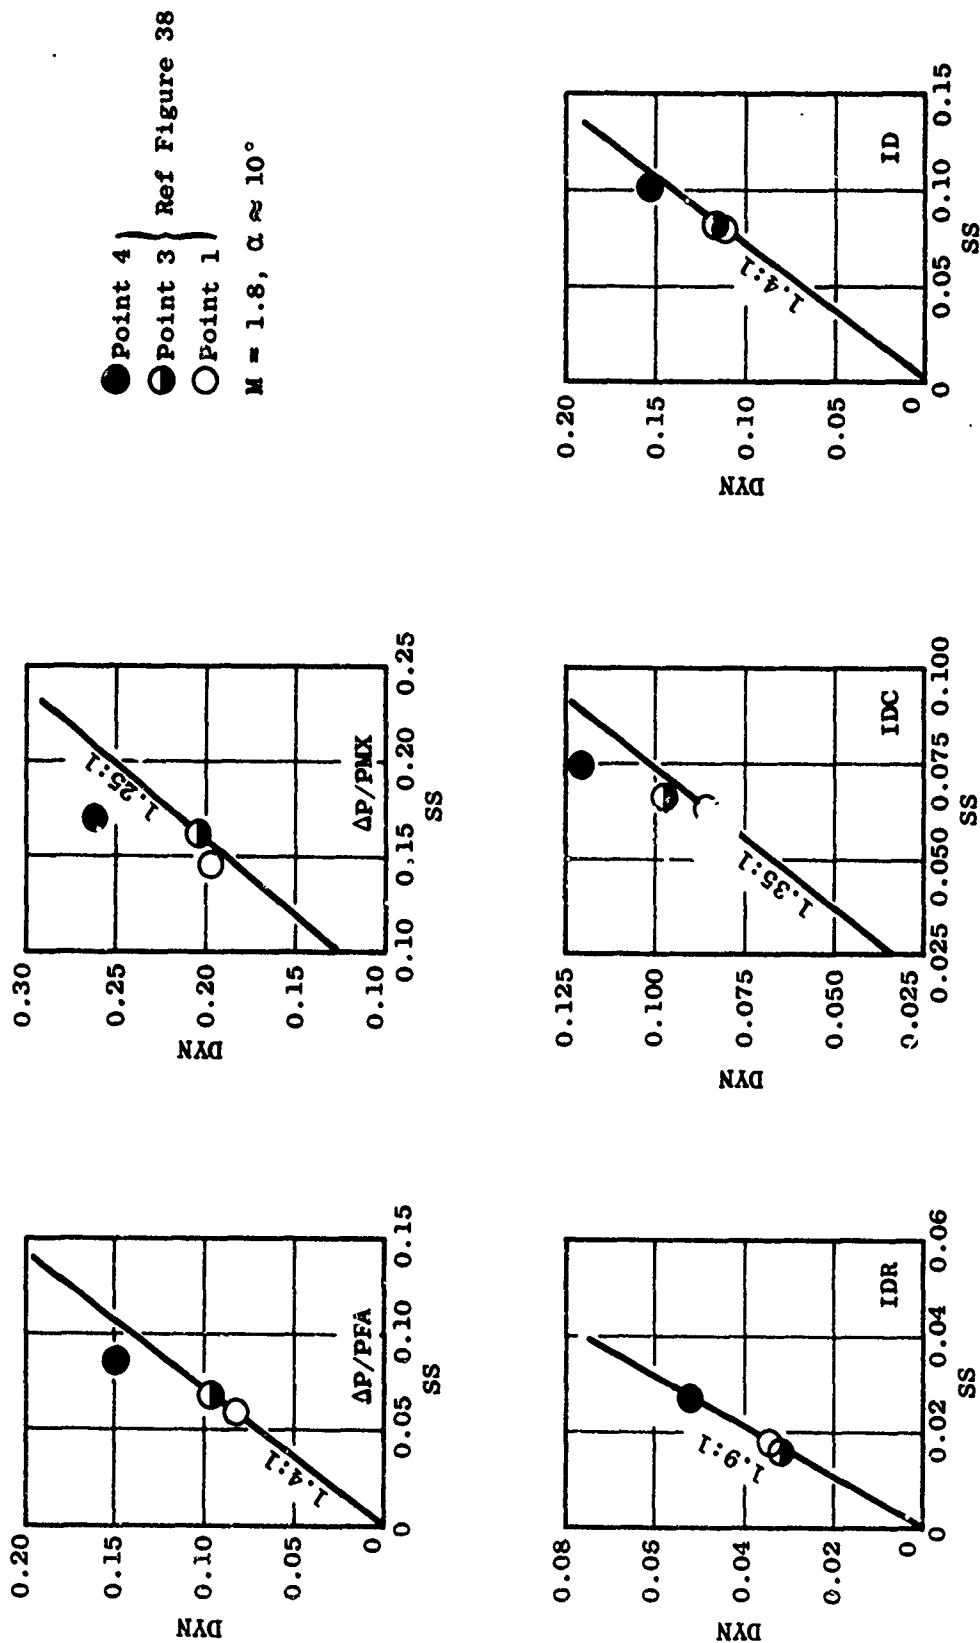 DYN
0.20
0.15
0.10
0.05
0
1.4:1
ΔP/PFA
0 0.05 0.10 0.15
SS
DYN
0.30
0.25
0.20
0.15
0.10
1.25:1
ΔP/PMX
0.10 0.15 0.20 0.25
SS
Point 4
Point 3
Point 1
Ref Figure 38
M = 1.8, α ≈ 10°
DYN
0.08
0.06
0.04
0.02
0
1.9:1
IDR
0 0.02 0.04 0.06
SS
DYN
0.125
0.100
0.075
0.050
0.025
1.35:1
IDC
0.025 0.050 0.075 0.100
SS
DYN
0.20
0.15
0.10
0.05
0
1.4:1
ID
0 0.05 0.10 0.15
SS